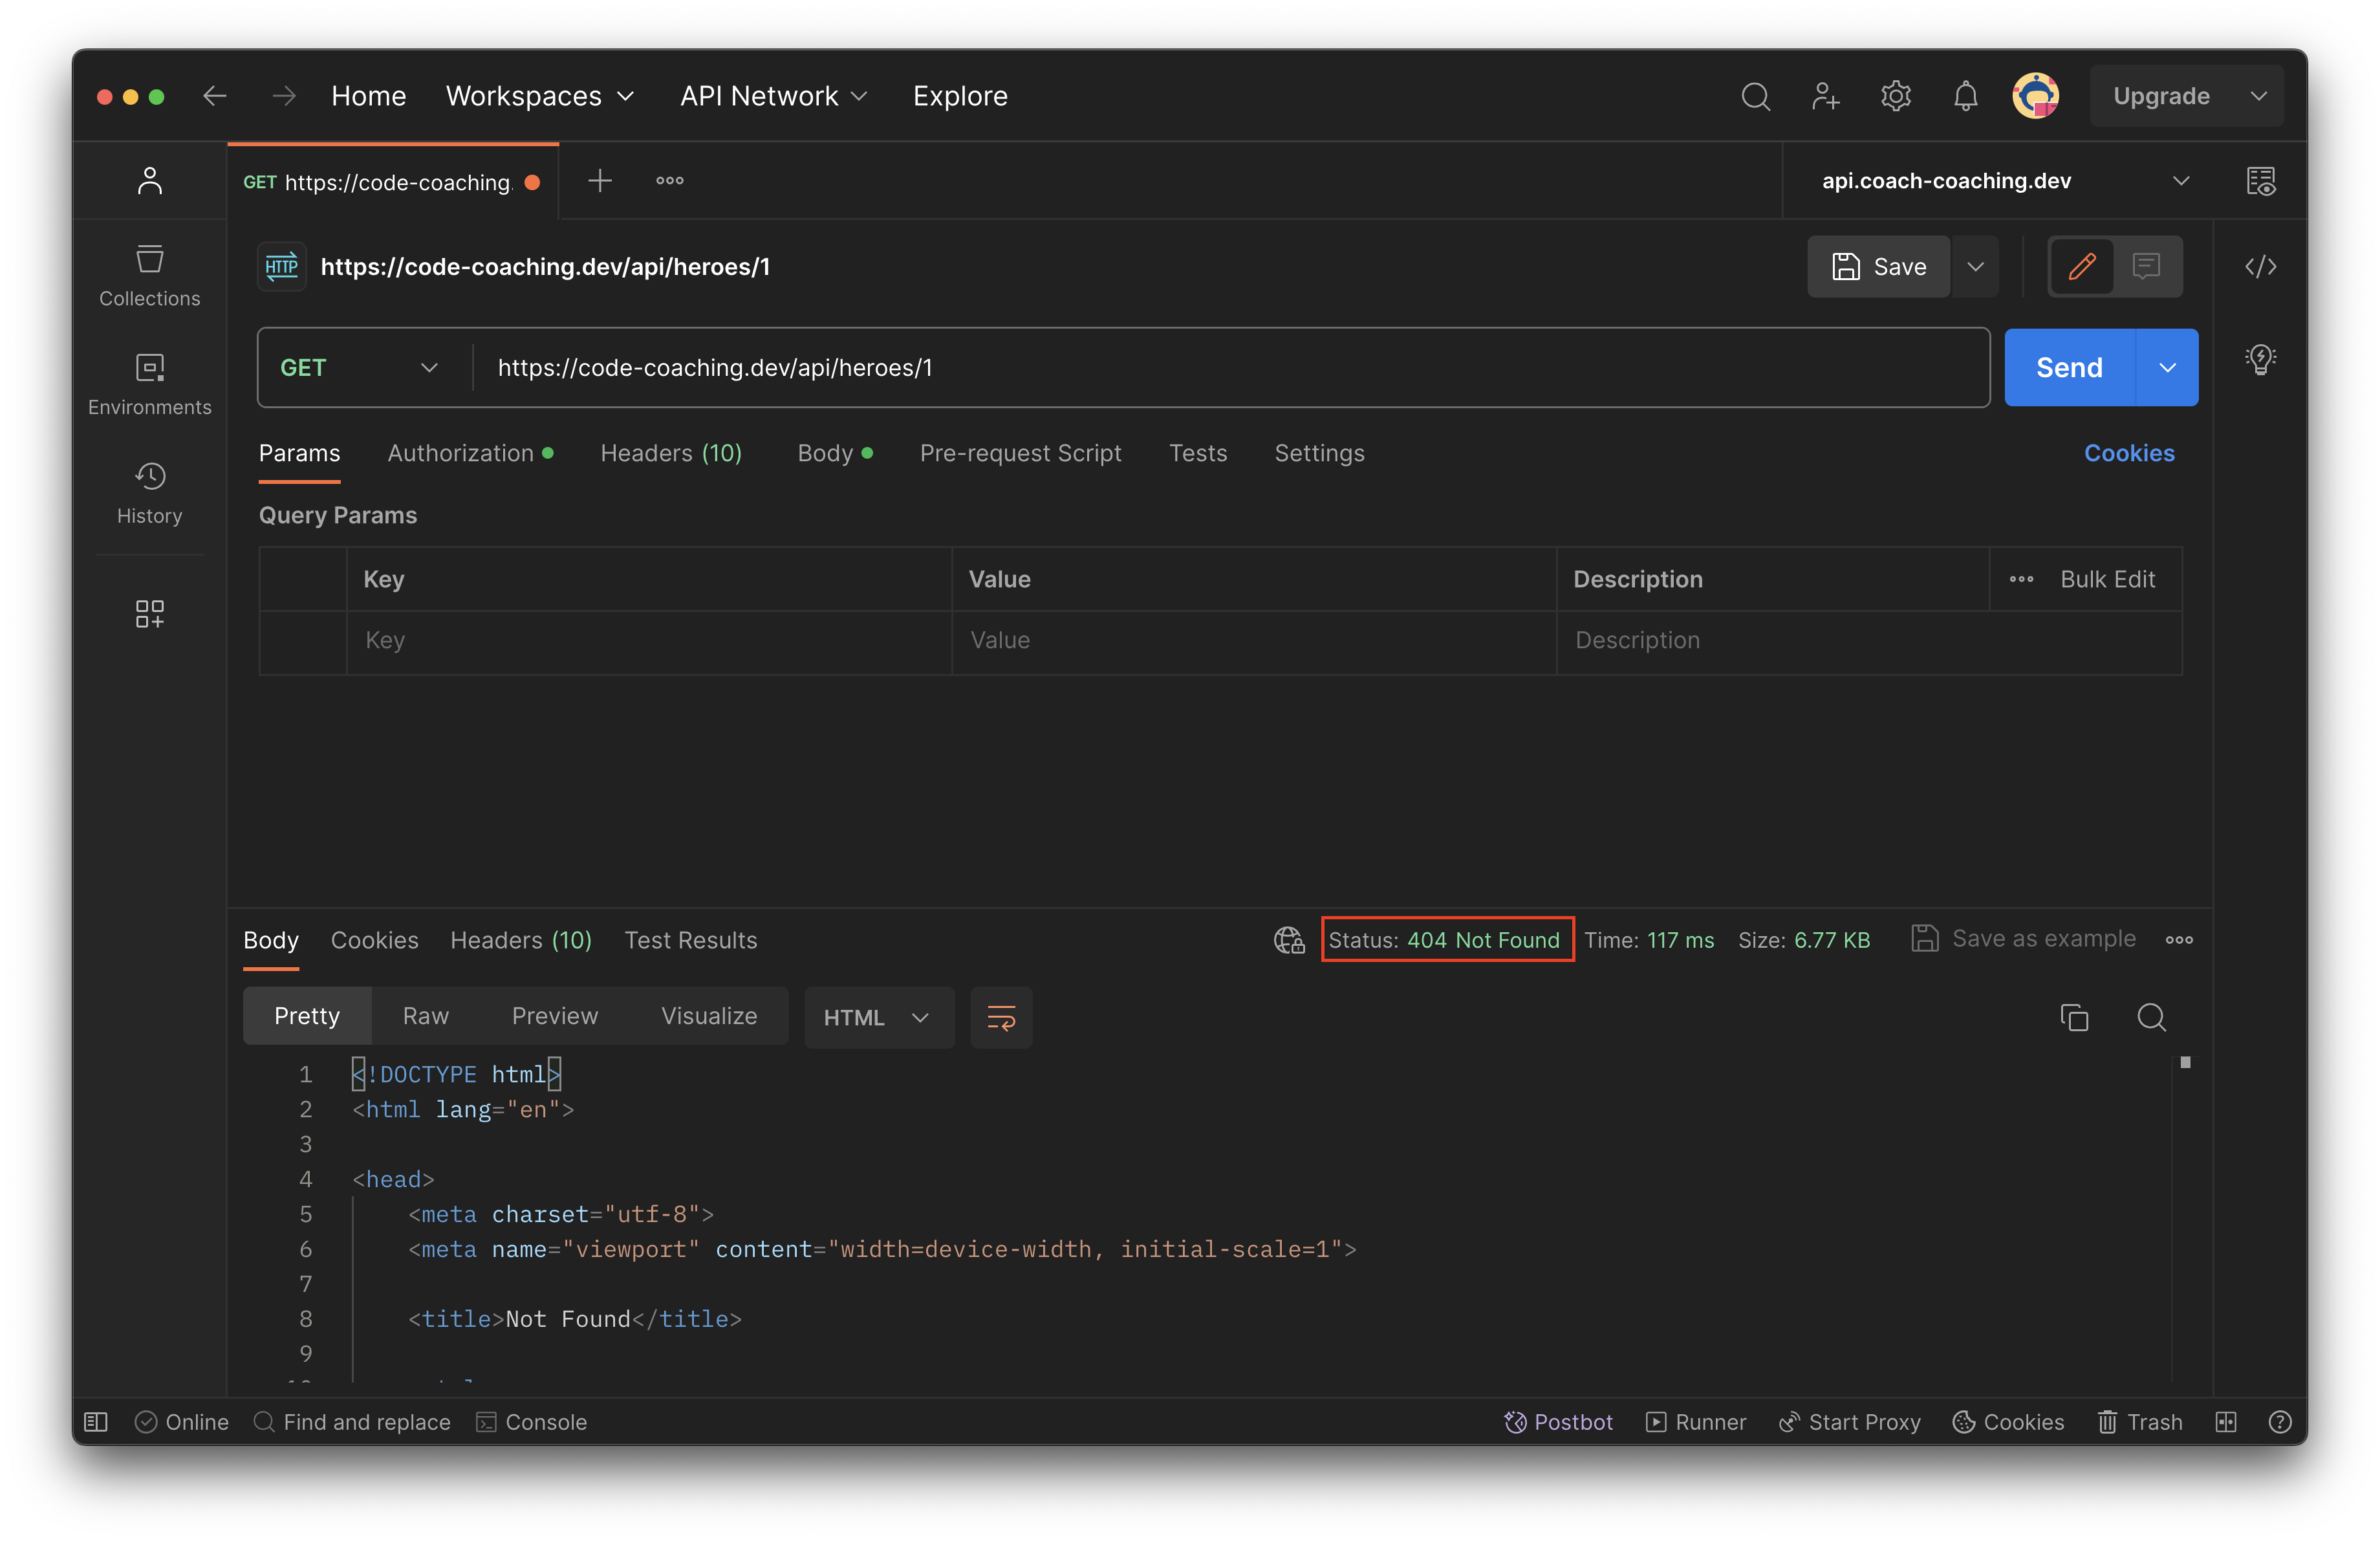 Home Workspaces API Network Explore Upgrade
GET https://code-coaching. api.coach-coaching.dev
HTTP https://code-coaching.dev/api/heroes/1 Save
Collections
Environments
History
GET https://code-coaching.dev/api/heroes/1 Send
Params Authorization Headers (10) Body Pre-request Script Tests Settings Cookies
Query Params
Key Value Description Bulk Edit
Key Value Description
Body Cookies Headers (10) Test Results Status: 404 Not Found Time: 117 ms Size: 6.77 KB Save as example
Pretty Raw Preview Visualize HTML
1 <!DOCTYPE html>
2 <html lang="en">
3
4 <head>
5 <meta charset="utf-8">
6 <meta name="viewport" content="width=device-width, initial-scale=1">
7
8 <title>Not Found</title>
9
Online Find and replace Console Postbot Runner Start Proxy Cookies Trash